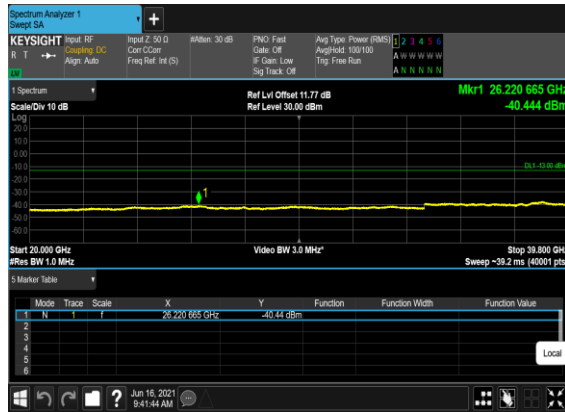 Spectrum Analyzer 1
Swept SA
KEYSIGHT
R T
LU
Input: RF
Coupling: DC
Align: Auto
Input Z: 50 Ω
Corr CCorr
Freq Ref: Int (S)
#Atten: 30 dB
PNO: Fast
Gate: Off
IF Gain: Low
Sig Track: Off
Avg Type: Power (RMS)
Avg|Hold: 100/100
Trig: Free Run
1 2 3 4 5 6
A W W W W W
A N N N N N
1 Spectrum
Scale/Div 10 dB
Ref Lvl Offset 11.77 dB
Ref Level 30.00 dBm
Mkr1 26.220 665 GHz
-40.444 dBm
Log
20.0
10.0
0.00
-10.0
-20.0
-30.0
-40.0
-50.0
-60.0
DL1 -13.00 dBm
1
Start 20.000 GHz
#Res BW 1.0 MHz
Video BW 3.0 MHz*
Stop 39.800 GHz
Sweep ~39.2 ms (40001 pts)
5 Marker Table
Mode Trace Scale X Y Function Function Width Function Value
1 N 1 f 26.220 665 GHz -40.44 dBm
2
3
4
5
6
Local
Jun 16, 2021
9:41:44 AM